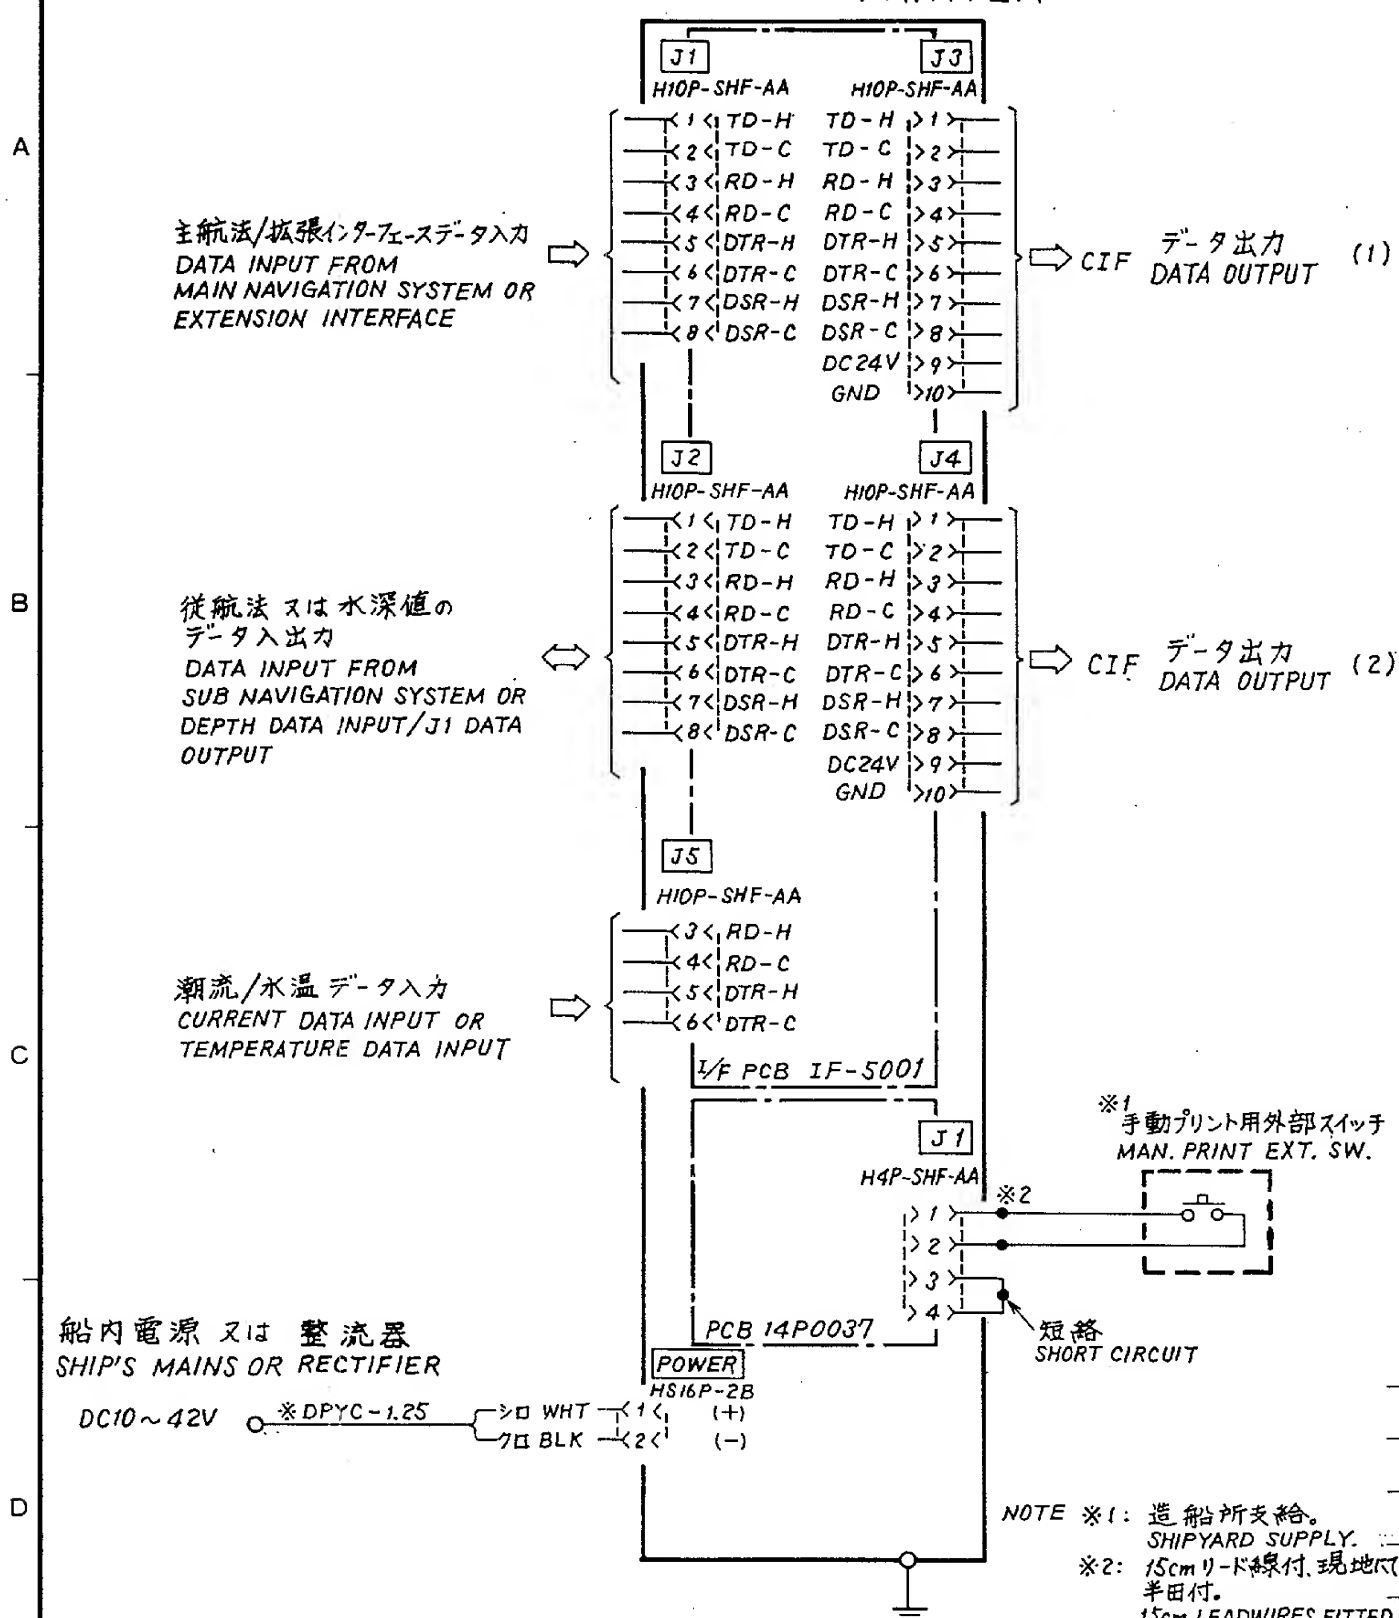 J1
H10P-SHF-AA
1 TD-H
2 TD-C
3 RD-H
4 RD-C
5 DTR-H
6 DTR-C
7 DSR-H
8 DSR-C
J3
H10P-SHF-AA
TD-H 1
TD-C 2
RD-H 3
RD-C 4
DTR-H 5
DTR-C 6
DSR-H 7
DSR-C 8
DC24V 9
GND 10
A
主航法/拡張インターフェースデータ入力
DATA INPUT FROM
MAIN NAVIGATION SYSTEM OR
EXTENSION INTERFACE
CIF データ出力 (1)
DATA OUTPUT
J2
H10P-SHF-AA
1 TD-H
2 TD-C
3 RD-H
4 RD-C
5 DTR-H
6 DTR-C
7 DSR-H
8 DSR-C
J4
H10P-SHF-AA
TD-H 1
TD-C 2
RD-H 3
RD-C 4
DTR-H 5
DTR-C 6
DSR-H 7
DSR-C 8
DC24V 9
GND 10
B
従航法 又は 水深値の
データ入出力
DATA INPUT FROM
SUB NAVIGATION SYSTEM OR
DEPTH DATA INPUT/J1 DATA
OUTPUT
CIF データ出力 (2)
DATA OUTPUT
J5
H10P-SHF-AA
3 RD-H
4 RD-C
5 DTR-H
6 DTR-C
潮流/水温 データ入力
CURRENT DATA INPUT OR
TEMPERATURE DATA INPUT
C
I/F PCB IF-5001
J1
H4P-SHF-AA
1
2
3
4
※2
※1
手動プリント用外部スイッチ
MAN. PRINT EXT. SW.
短絡
SHORT CIRCUIT
PCB 14P0037
船内電源 又は 整流器
SHIP'S MAINS OR RECTIFIER
POWER
HS16P-2B
DC10~42V ※DPYC-1.25
シロ WHT 1 (+)
クロ BLK 2 (-)
D
NOTE ※1: 造船所支給。
SHIPYARD SUPPLY.
※2: 15cmリード線付、現地にて
半田付。
15cm LEADWIRES FITTED